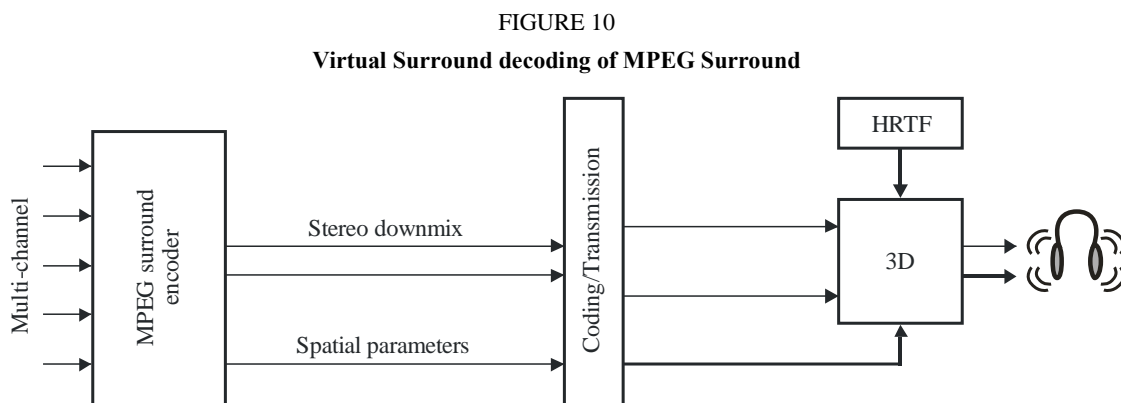 FIGURE 10
Virtual Surround decoding of MPEG Surround
Multi-channel
MPEG surround
encoder
Stereo downmix
Spatial parameters
Coding/Transmission
HRTF
3D